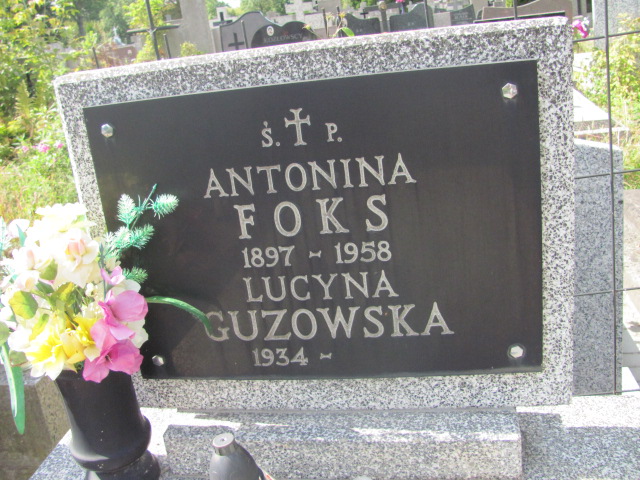 Ś. P.
ANTONINA
FOKS
1897 - 1958
LUCYNA
GUZOWSKA
1934 -